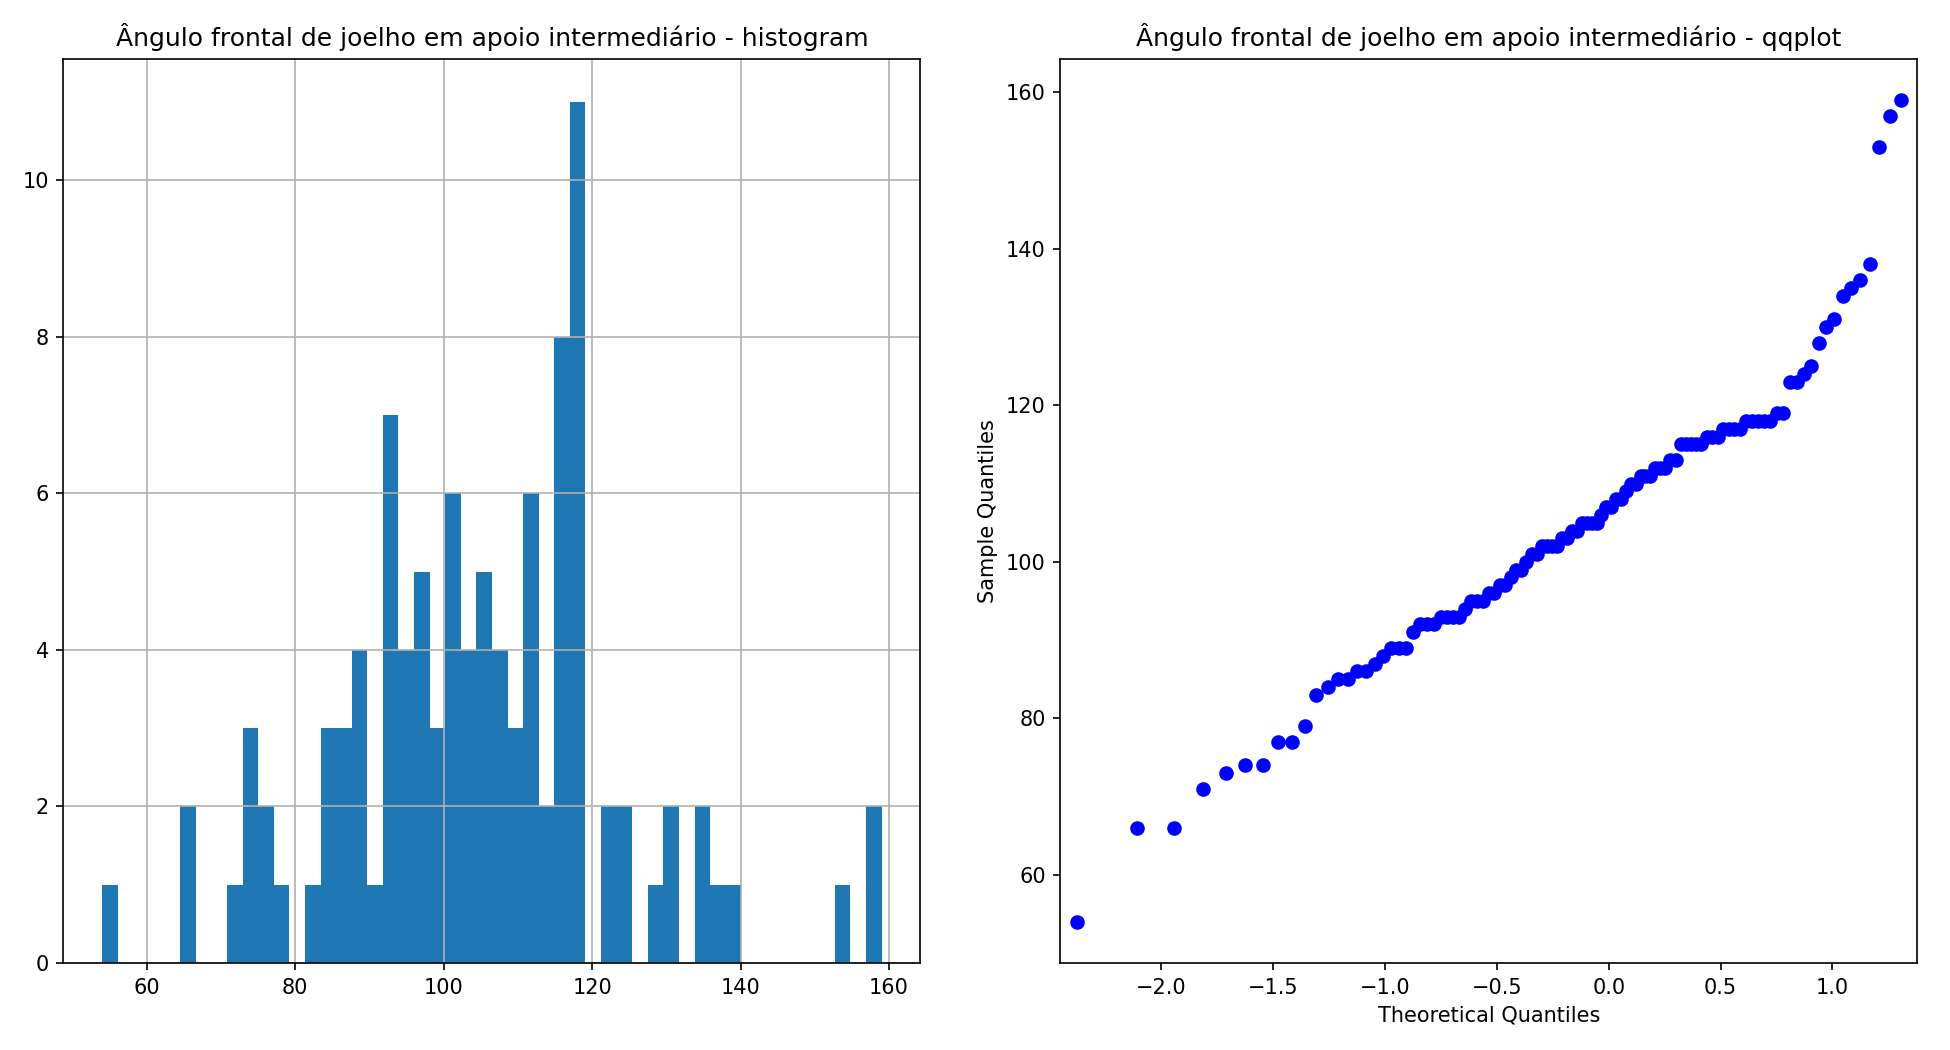 Ângulo frontal de joelho em apoio intermediário - histogram
10
8
6
4
2
0
60 80 100 120 140 160
Ângulo frontal de joelho em apoio intermediário - qqplot
Sample Quantiles
160
140
120
100
80
60
−2.0 −1.5 −1.0 −0.5 0.0 0.5 1.0
Theoretical Quantiles